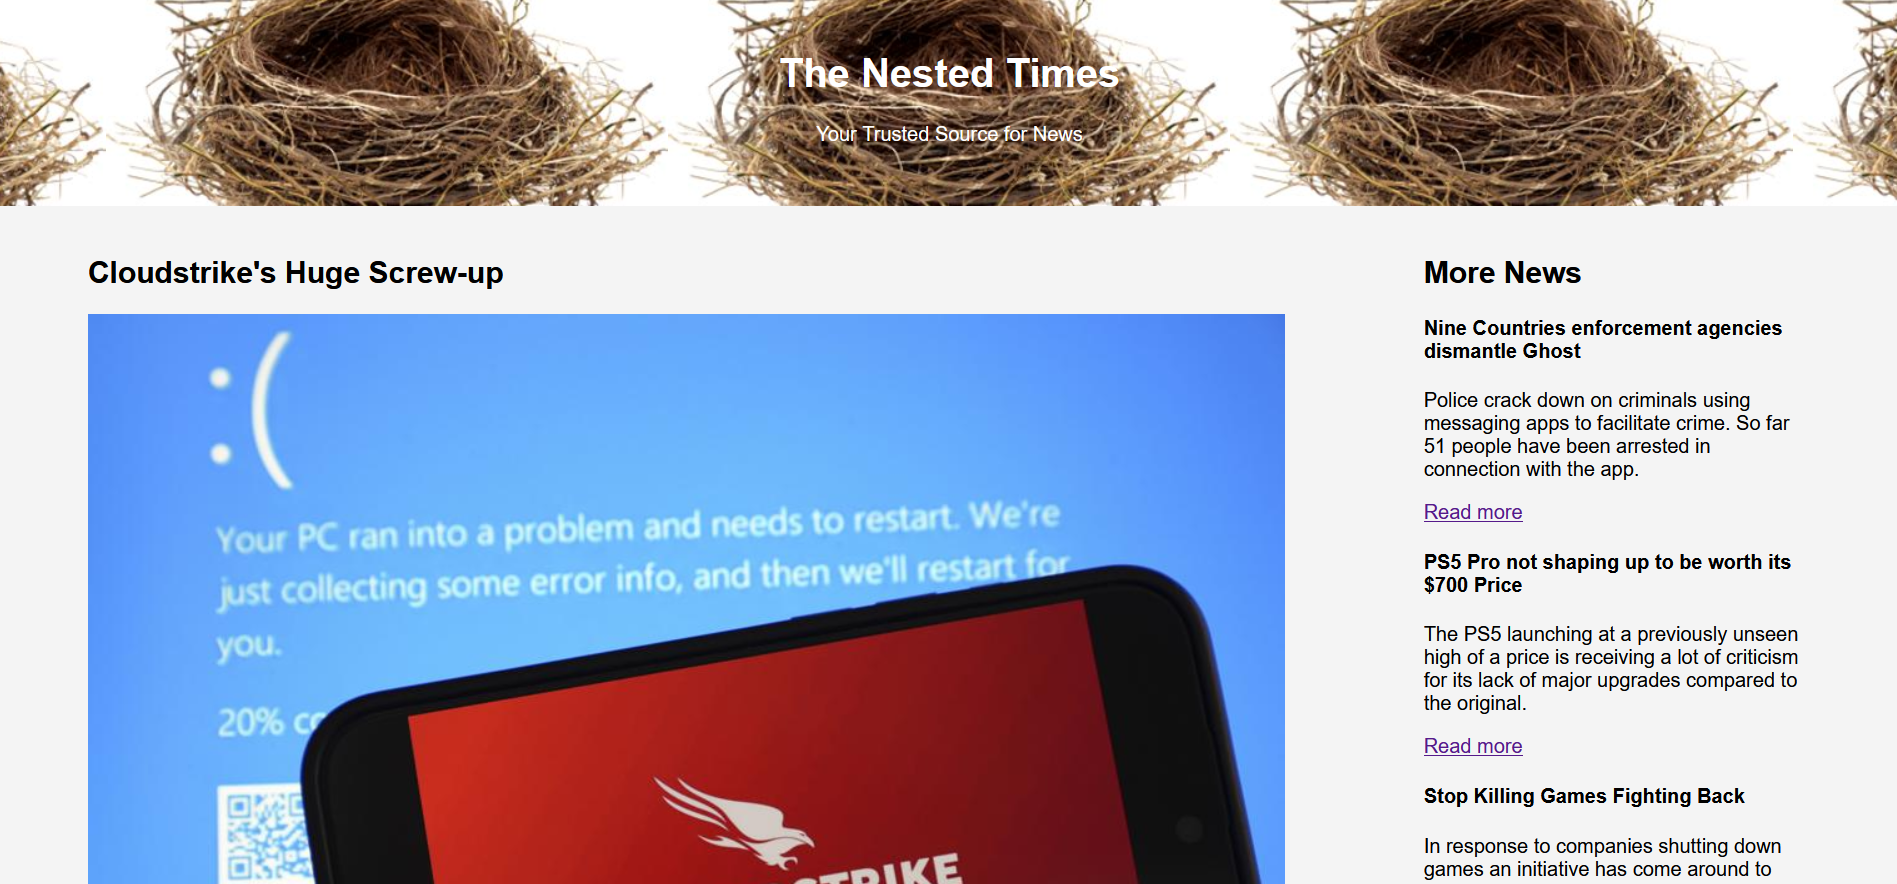 The Nested Times
Your Trusted Source for News
Cloudstrike's Huge Screw-up
:(
Your PC ran into a problem and needs to restart. We're
just collecting some error info, and then we'll restart for
you.
20%
More News
Nine Countries enforcement agencies
dismantle Ghost
Police crack down on criminals using
messaging apps to facilitate crime. So far
51 people have been arrested in
connection with the app.
Read more
PS5 Pro not shaping up to be worth its
$700 Price
The PS5 launching at a previously unseen
high of a price is receiving a lot of criticism
for its lack of major upgrades compared to
the original.
Read more
Stop Killing Games Fighting Back
In response to companies shutting down
games an initiative has come around to